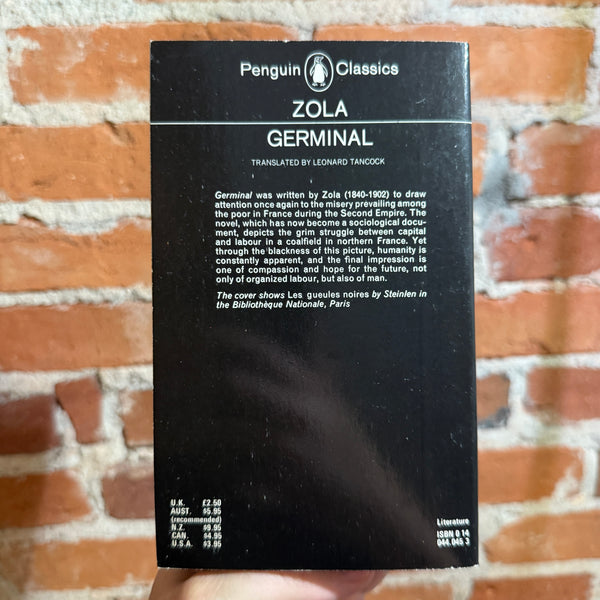 Penguin Classics
ZOLA
GERMINAL
TRANSLATED BY LEONARD TANCOCK
Germinal was written by Zola (1840-1902) to draw
attention once again to the misery prevailing among
the poor in France during the Second Empire. The
novel, which has now become a sociological docu-
ment, depicts the grim struggle between capital
and labour in a coalfield in northern France. Yet
through the blackness of this picture, humanity is
constantly apparent, and the final impression is
one of compassion and hope for the future, not
only of organized labour, but also of man.
The cover shows Les gueules noires by Steinlen in
the Bibliothèque Nationale, Paris
U.K. £2.50
AUST. $5.95
(recommended)
N.Z. $9.95
CAN. $4.95
U.S.A. $3.95
Literature
ISBN 0 14
044.045 3